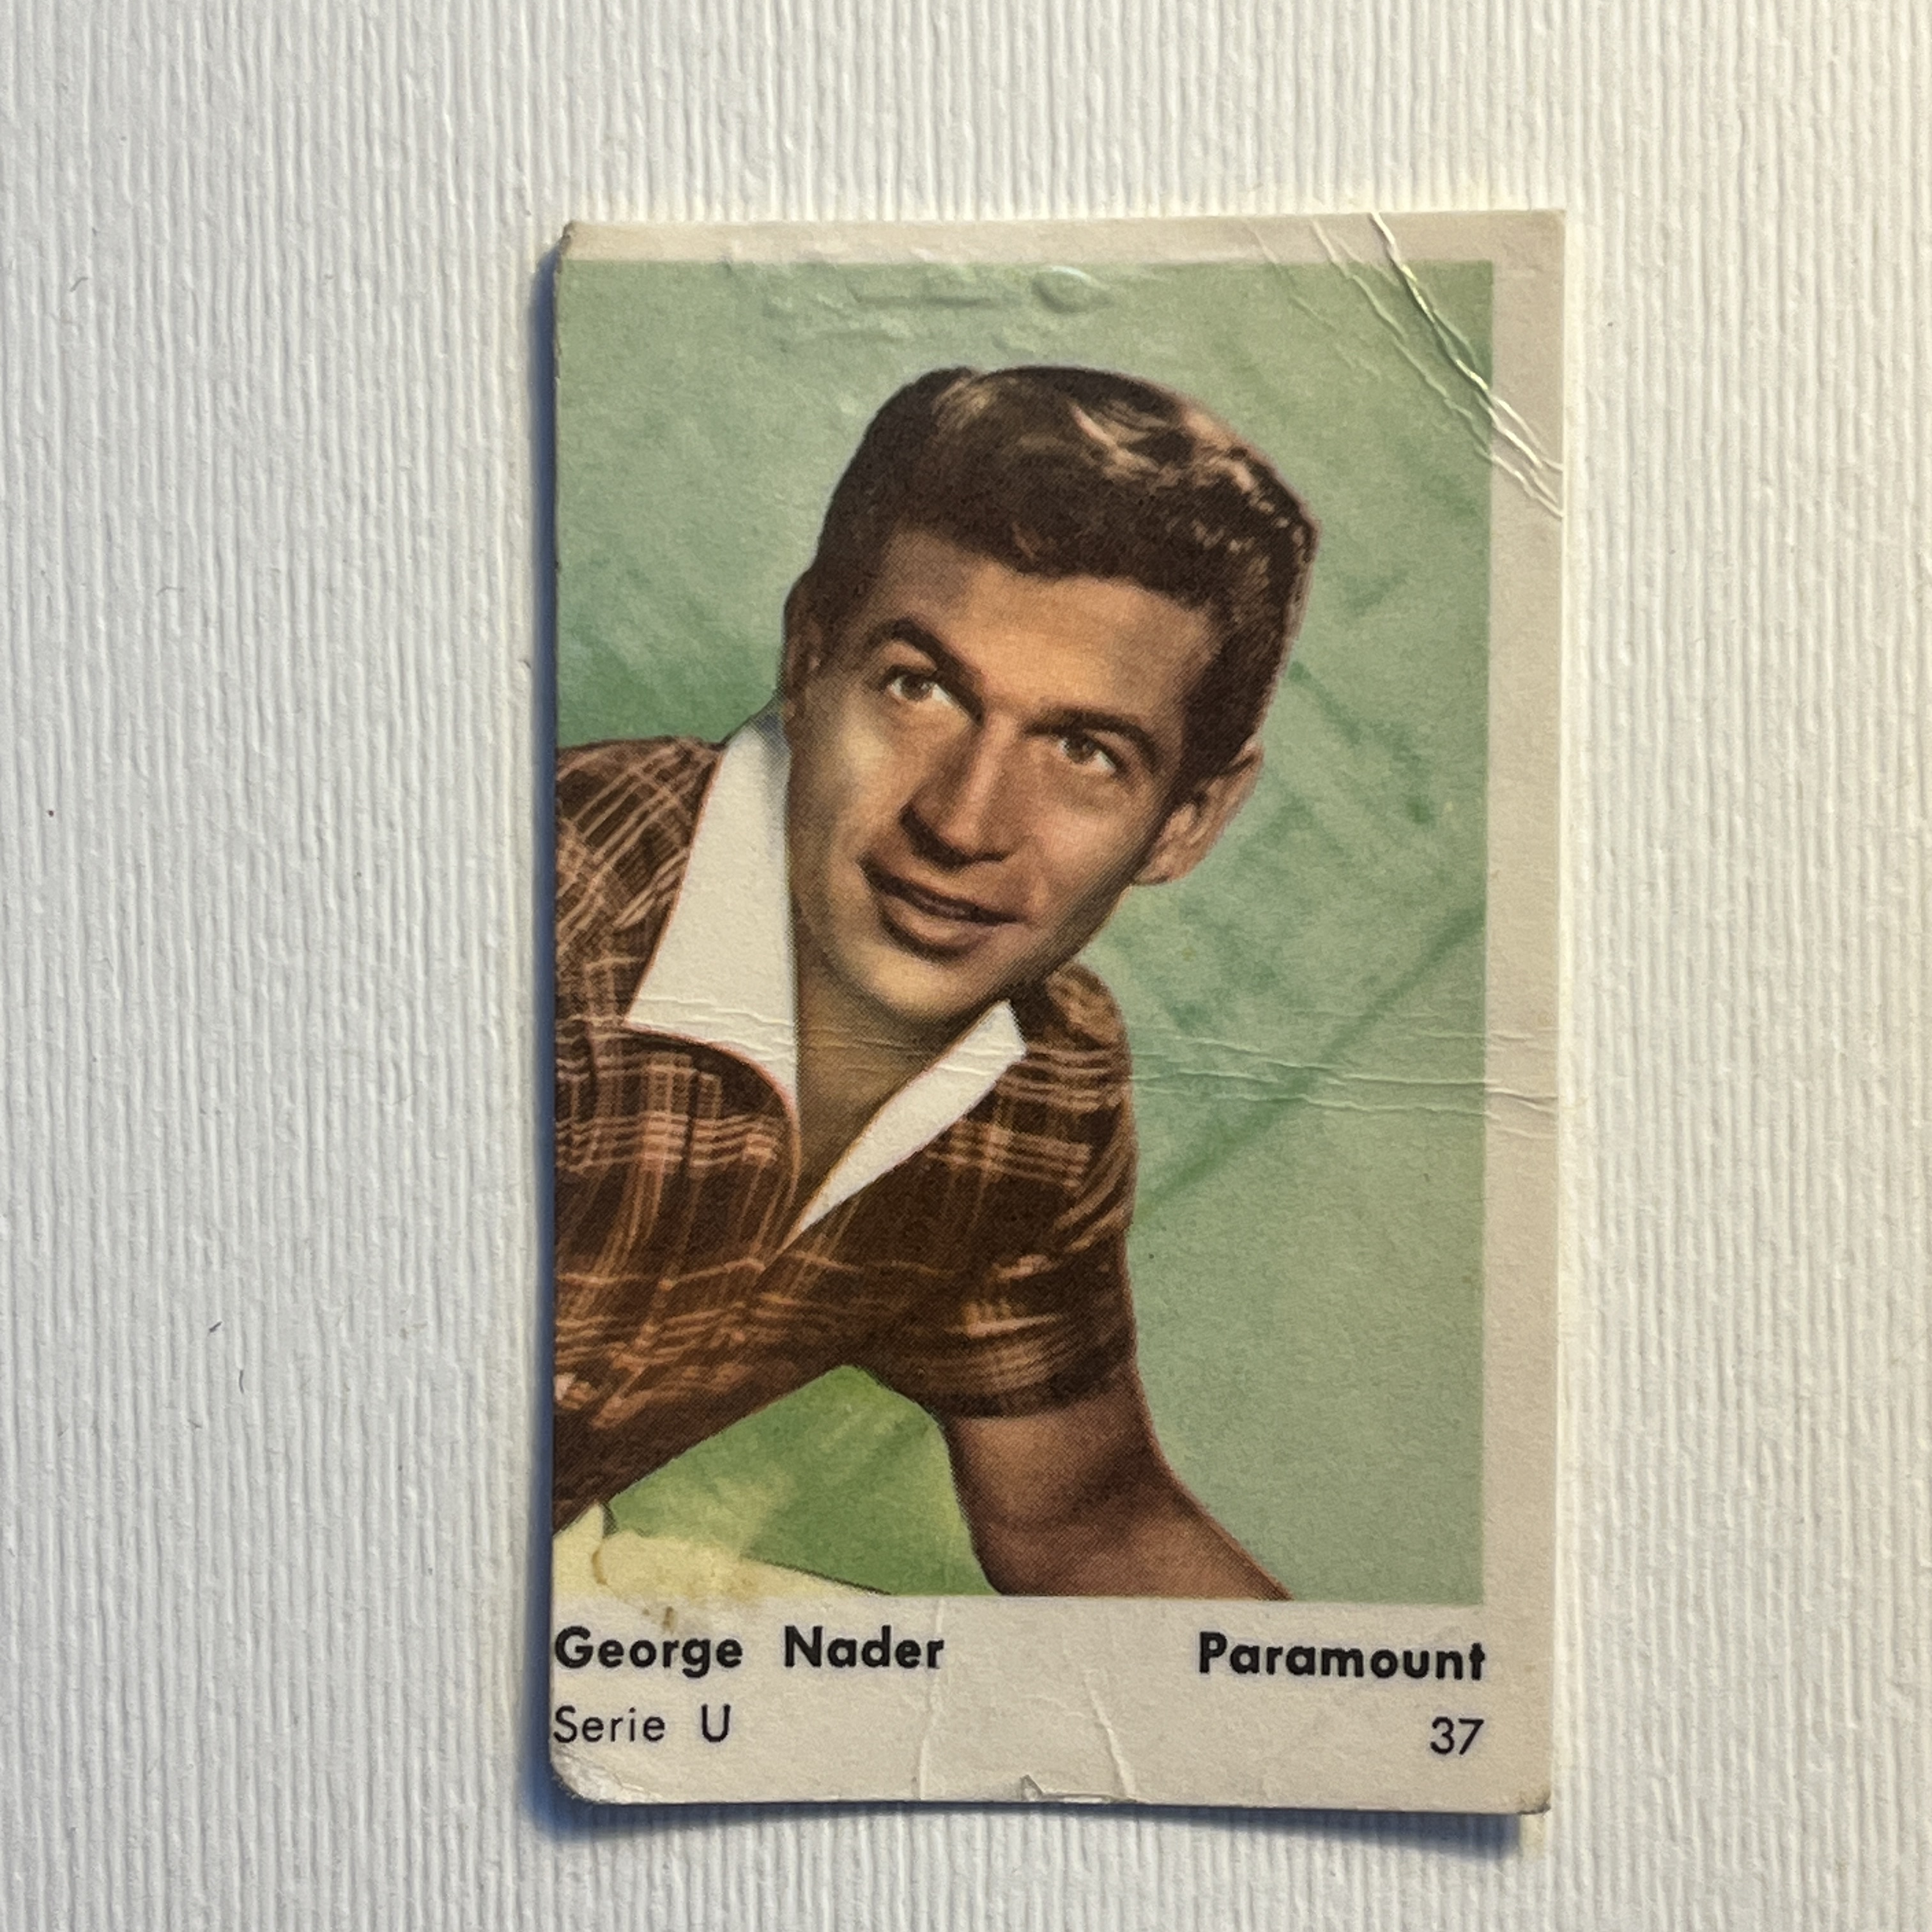 George Nader Paramount
Serie U 37